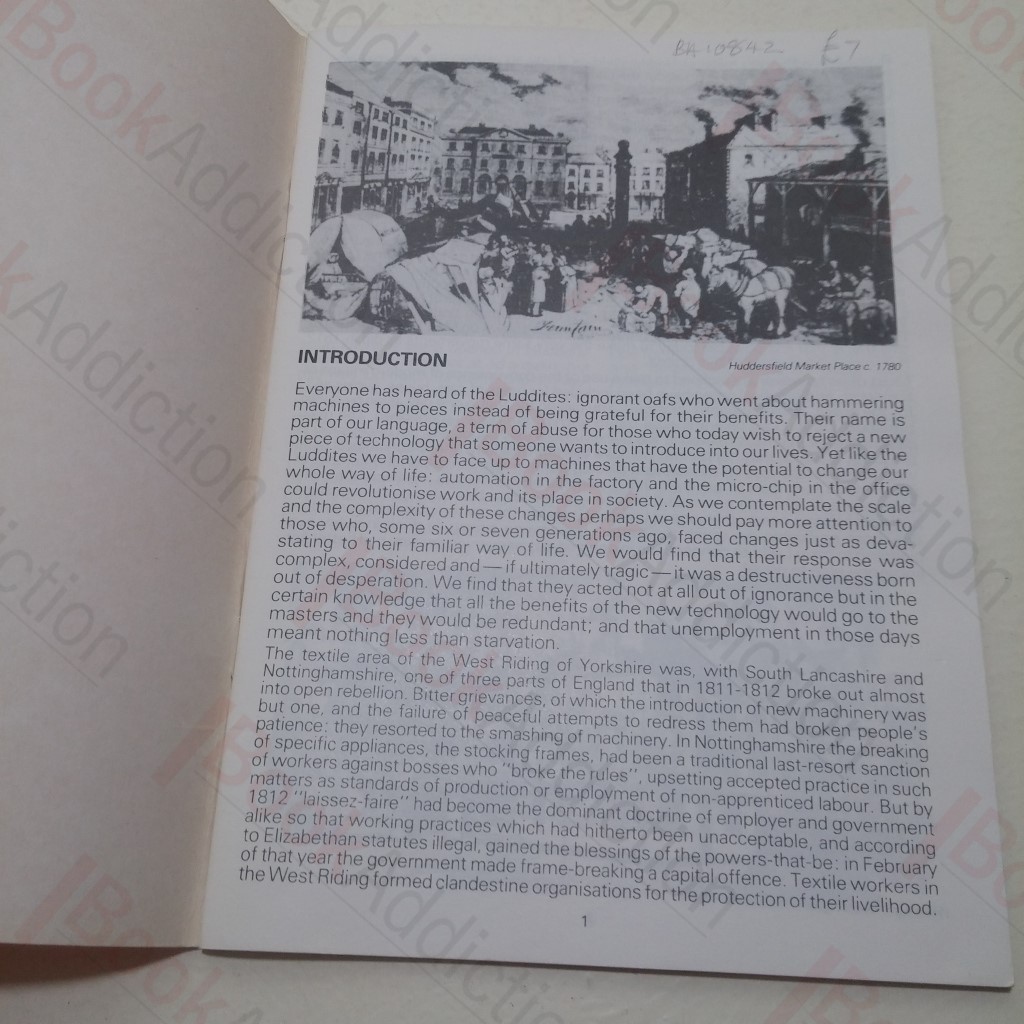 BA 10842 £7
INTRODUCTION
Huddersfield Market Place c. 1780
Everyone has heard of the Luddites: ignorant oafs who went about hammering
machines to pieces instead of being grateful for their benefits. Their name is
part of our language, a term of abuse for those who today wish to reject a new
piece of technology that someone wants to introduce into our lives. Yet like the
Luddites we have to face up to machines that have the potential to change our
whole way of life: automation in the factory and the micro-chip in the office
could revolutionise work and its place in society. As we contemplate the scale
and the complexity of these changes perhaps we should pay more attention to
those who, some six or seven generations ago, faced changes just as deva-
stating to their familiar way of life. We would find that their response was
complex, considered and — if ultimately tragic — it was a destructiveness born
out of desperation. We find that they acted not at all out of ignorance but in the
certain knowledge that all the benefits of the new technology would go to the
masters and they would be redundant; and that unemployment in those days
meant nothing less than starvation.
The textile area of the West Riding of Yorkshire was, with South Lancashire and
Nottinghamshire, one of three parts of England that in 1811-1812 broke out almost
into open rebellion. Bitter grievances, of which the introduction of new machinery was
but one, and the failure of peaceful attempts to redress them had broken people's
patience: they resorted to the smashing of machinery. In Nottinghamshire the breaking
of specific appliances, the stocking frames, had been a traditional last-resort sanction
of workers against bosses who "broke the rules", upsetting accepted practice in such
matters as standards of production or employment of non-apprenticed labour. But by
1812 "laissez-faire" had become the dominant doctrine of employer and government
alike so that working practices which had hitherto been unacceptable, and according
to Elizabethan statutes illegal, gained the blessings of the powers-that-be: in February
of that year the government made frame-breaking a capital offence. Textile workers in
the West Riding formed clandestine organisations for the protection of their livelihood.
1
BookAddiction